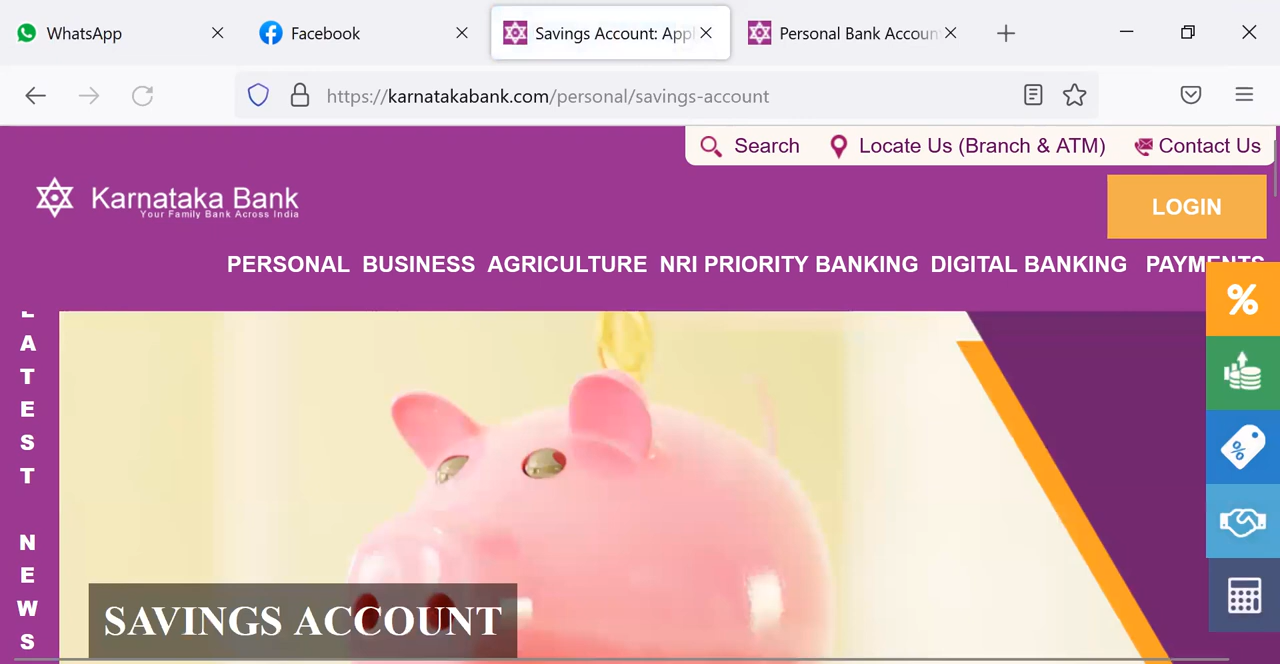 WhatsApp
Facebook
Savings Account: Appl
Personal Bank Accoun
https://karnatakabank.com/personal/savings-account
Search
Locate Us (Branch & ATM)
Contact Us
Karnataka Bank
Your Family Bank Across India
LOGIN
PERSONAL BUSINESS AGRICULTURE NRI PRIORITY BANKING DIGITAL BANKING PAYMENTS
%
LATEST NEWS
SAVINGS ACCOUNT